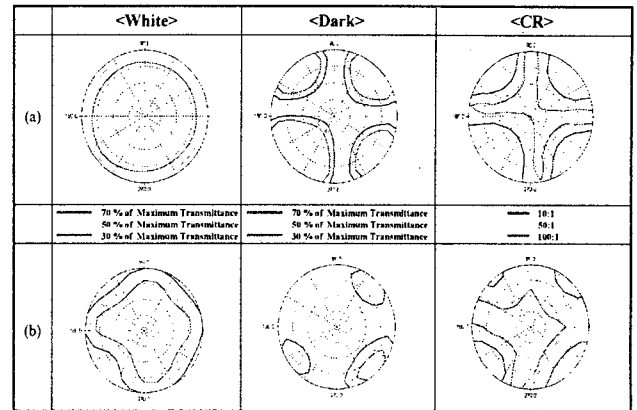 <White> <Dark> <CR>
(a)
70 % of Maximum Transmittance 70 % of Maximum Transmittance 10:1
50 % of Maximum Transmittance 50 % of Maximum Transmittance 50:1
30 % of Maximum Transmittance 30 % of Maximum Transmittance 100:1
(b)